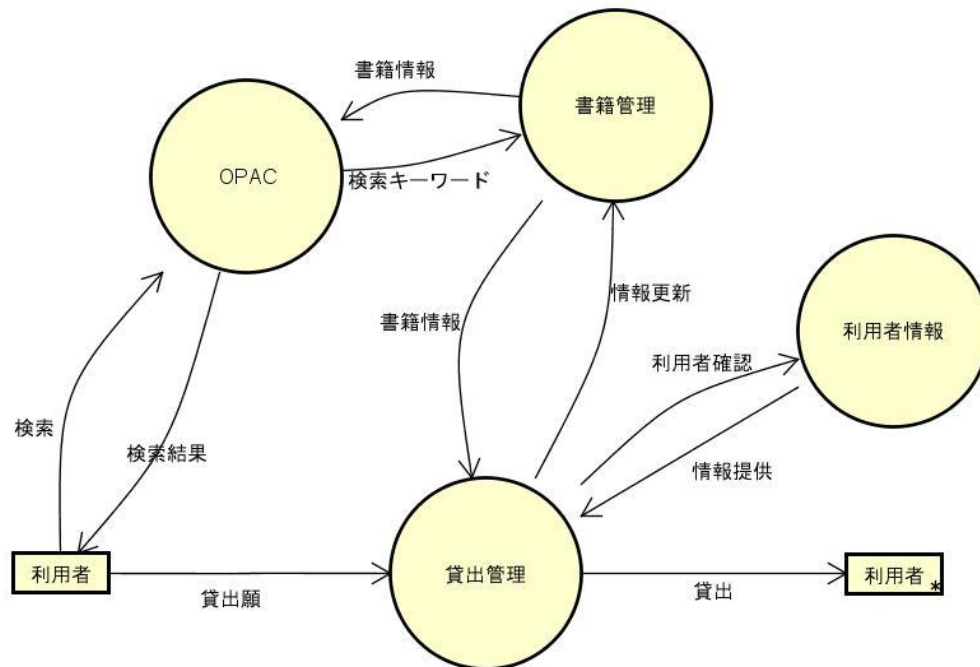 書籍情報
書籍管理
OPAC
検索キーワード
情報更新
書籍情報
利用者情報
利用者確認
検索
検索結果
情報提供
利用者
貸出願
貸出管理
貸出
利用者
*